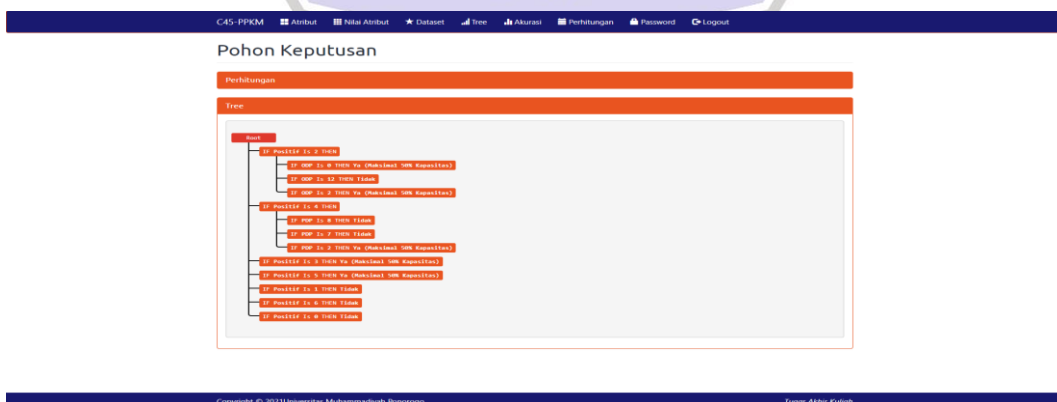 C45-PPKM Atribut Nilai Atribut Dataset Tree Akurasi Perhitungan Password Logout
Pohon Keputusan
Perhitungan
Tree
Root
IF Positif Is 2 THEN
IF ODP Is 0 THEN Ya (Maksimal 50% Kapasitas)
IF ODP Is 12 THEN Tidak
IF ODP Is 2 THEN Ya (Maksimal 50% Kapasitas)
IF Positif Is 4 THEN
IF PDP Is THEN Tidak
IF PDP Is 7 THEN Tidak
IF PDP Is 2 THEN Ya (Maksimal 50% Kapasitas)
IF Positif Is 3 THEN Ya (Maksimal 50% Kapasitas)
IF Positif Is 5 THEN Ya (Maksimal 50% Kapasitas)
IF Positif Is 1 THEN Tidak
IF Positif Is 6 THEN Tidak
IF Positif Is THEN Tidak
Copyright © 2021Universitas Muhammadiyah Ponorogo Tugas Akhir Kuliah